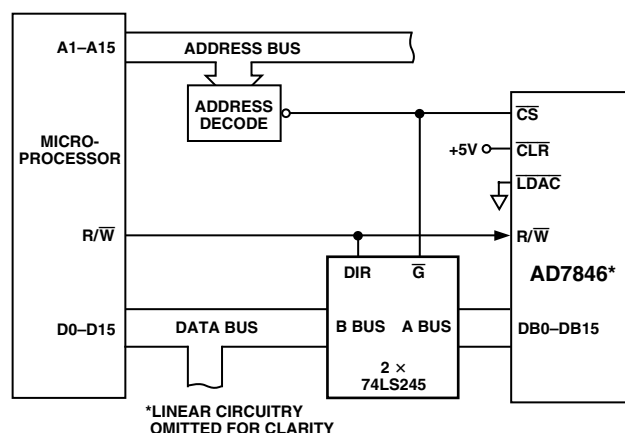 A1–A15
ADDRESS BUS
ADDRESS
DECODE
MICRO-
PROCESSOR
CS
+5V
CLR
LDAC
R/W
R/W
DIR
G
AD7846*
D0–D15
DATA BUS
B BUS
A BUS
DB0–DB15
2 ×
74LS245
*LINEAR CIRCUITRY
OMITTED FOR CLARITY